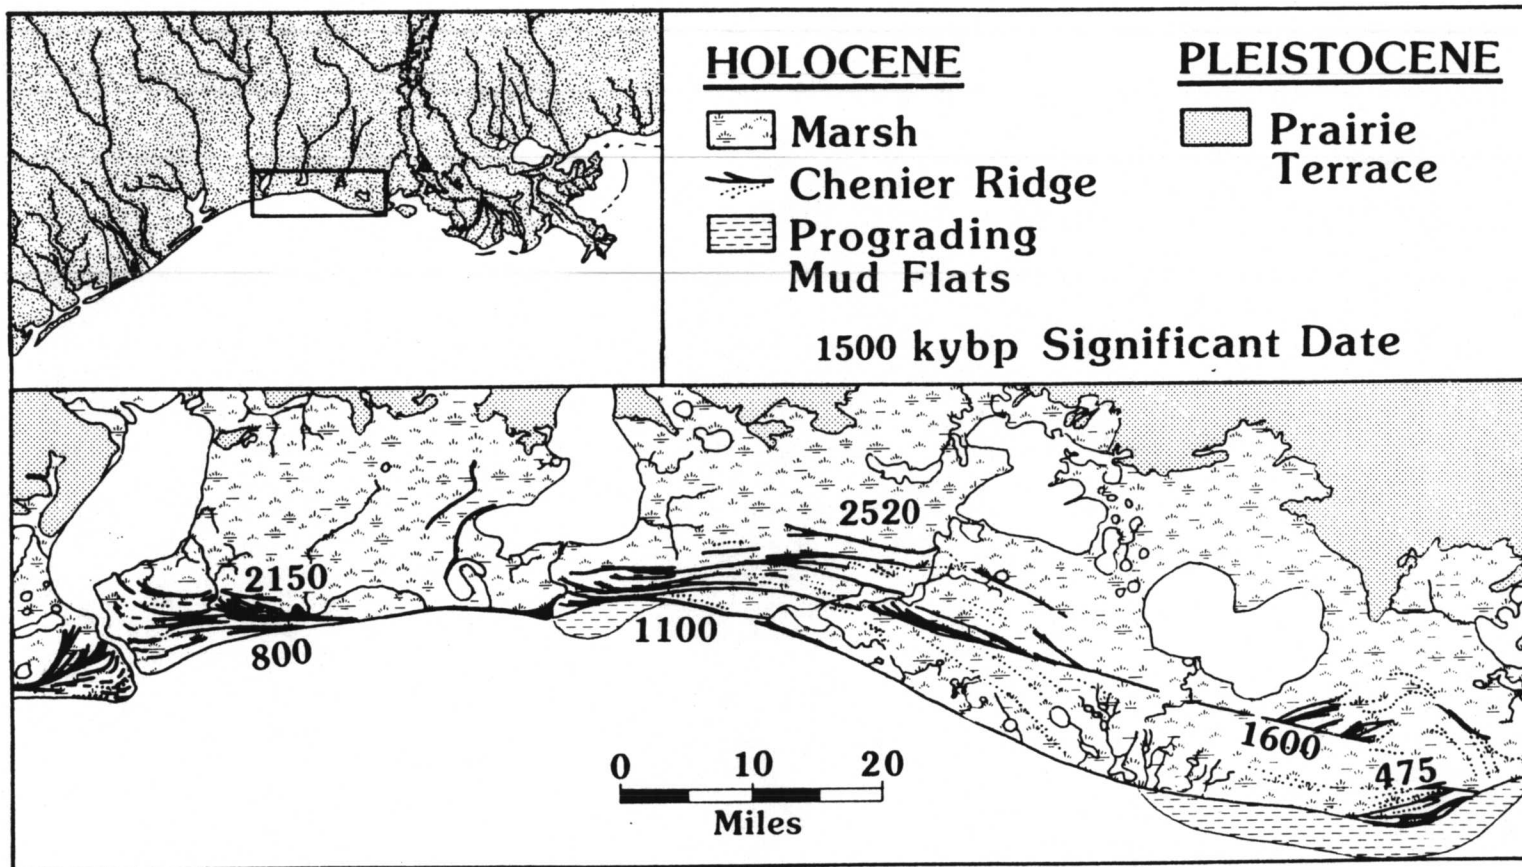 HOLOCENE
Marsh
Chenier Ridge
Prograding
Mud Flats
PLEISTOCENE
Prairie
Terrace
1500 kybp Significant Date
2520
2150
800
1100
1600
475
0 10 20
Miles